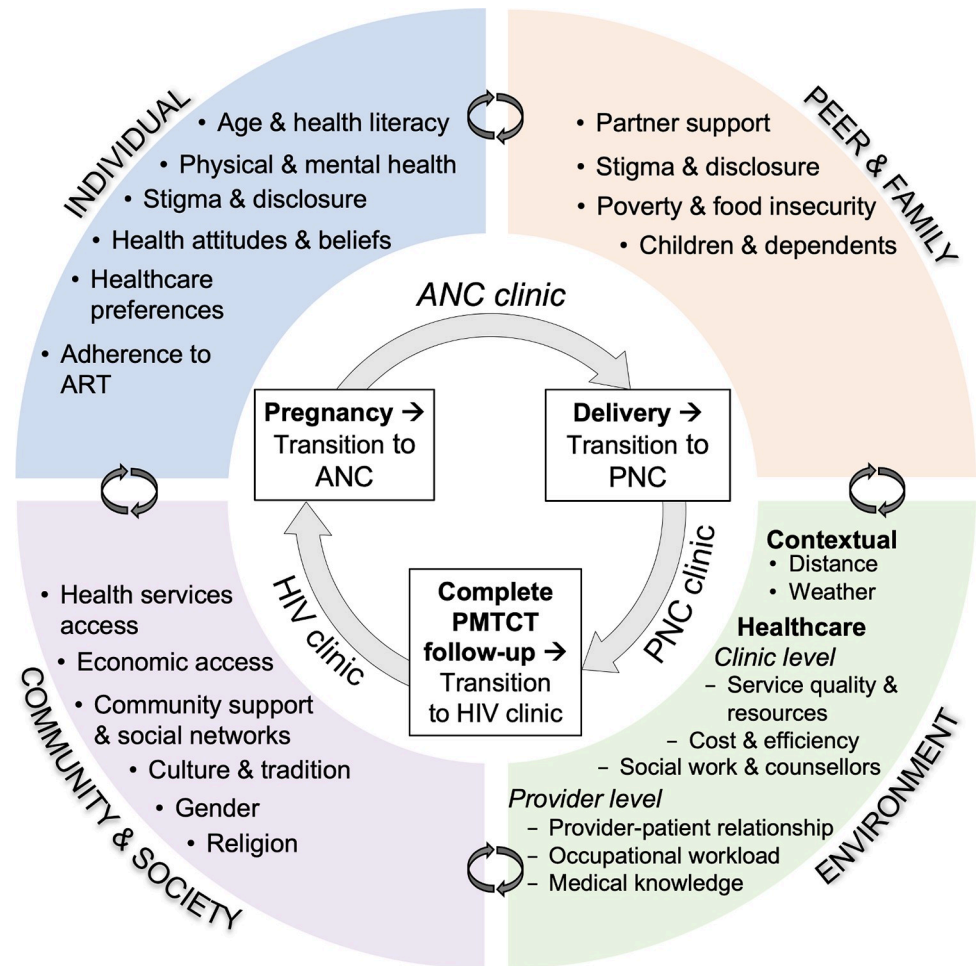 INDIVIDUAL
• Age & health literacy
• Physical & mental health
• Stigma & disclosure
• Health attitudes & beliefs
• Healthcare
preferences
• Adherence to
ART
PEER & FAMILY
• Partner support
• Stigma & disclosure
• Poverty & food insecurity
• Children & dependents
ANC clinic
Pregnancy →
Transition to
ANC
Delivery →
Transition to
PNC
PNC clinic
Complete
PMTCT
follow-up →
Transition
to HIV clinic
HIV clinic
COMMUNITY & SOCIETY
• Health services
access
• Economic access
• Community support
& social networks
• Culture & tradition
• Gender
• Religion
ENVIRONMENT
Contextual
• Distance
• Weather
Healthcare
Clinic level
– Service quality &
resources
– Cost & efficiency
– Social work & counsellors
Provider level
– Provider-patient relationship
– Occupational workload
– Medical knowledge